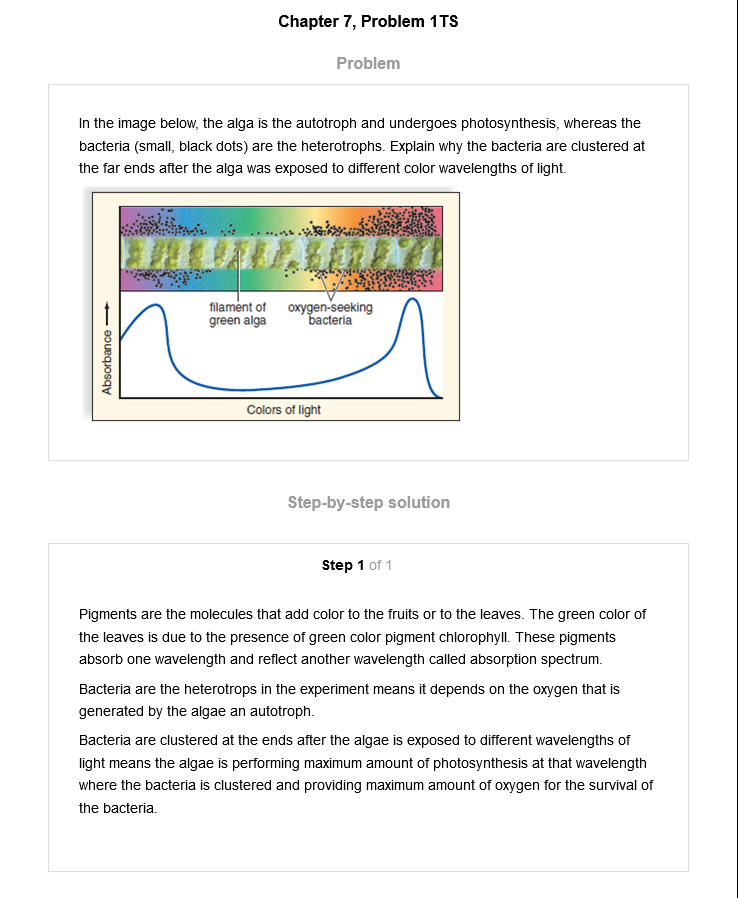 Chapter 7, Problem 1TS
Problem
In the image below, the alga is the autotroph and undergoes photosynthesis, whereas the
bacteria (small, black dots) are the heterotrophs. Explain why the bacteria are clustered at
the far ends after the alga was exposed to different color wavelengths of light.
filament of
green alga
oxygen-seeking
bacteria
Absorbance
Colors of light
Step-by-step solution
Step 1 of 1
Pigments are the molecules that add color to the fruits or to the leaves. The green color of
the leaves is due to the presence of green color pigment chlorophyll. These pigments
absorb one wavelength and reflect another wavelength called absorption spectrum.
Bacteria are the heterotrops in the experiment means it depends on the oxygen that is
generated by the algae an autotroph.
Bacteria are clustered at the ends after the algae is exposed to different wavelengths of
light means the algae is performing maximum amount of photosynthesis at that wavelength
where the bacteria is clustered and providing maximum amount of oxygen for the survival of
the bacteria.